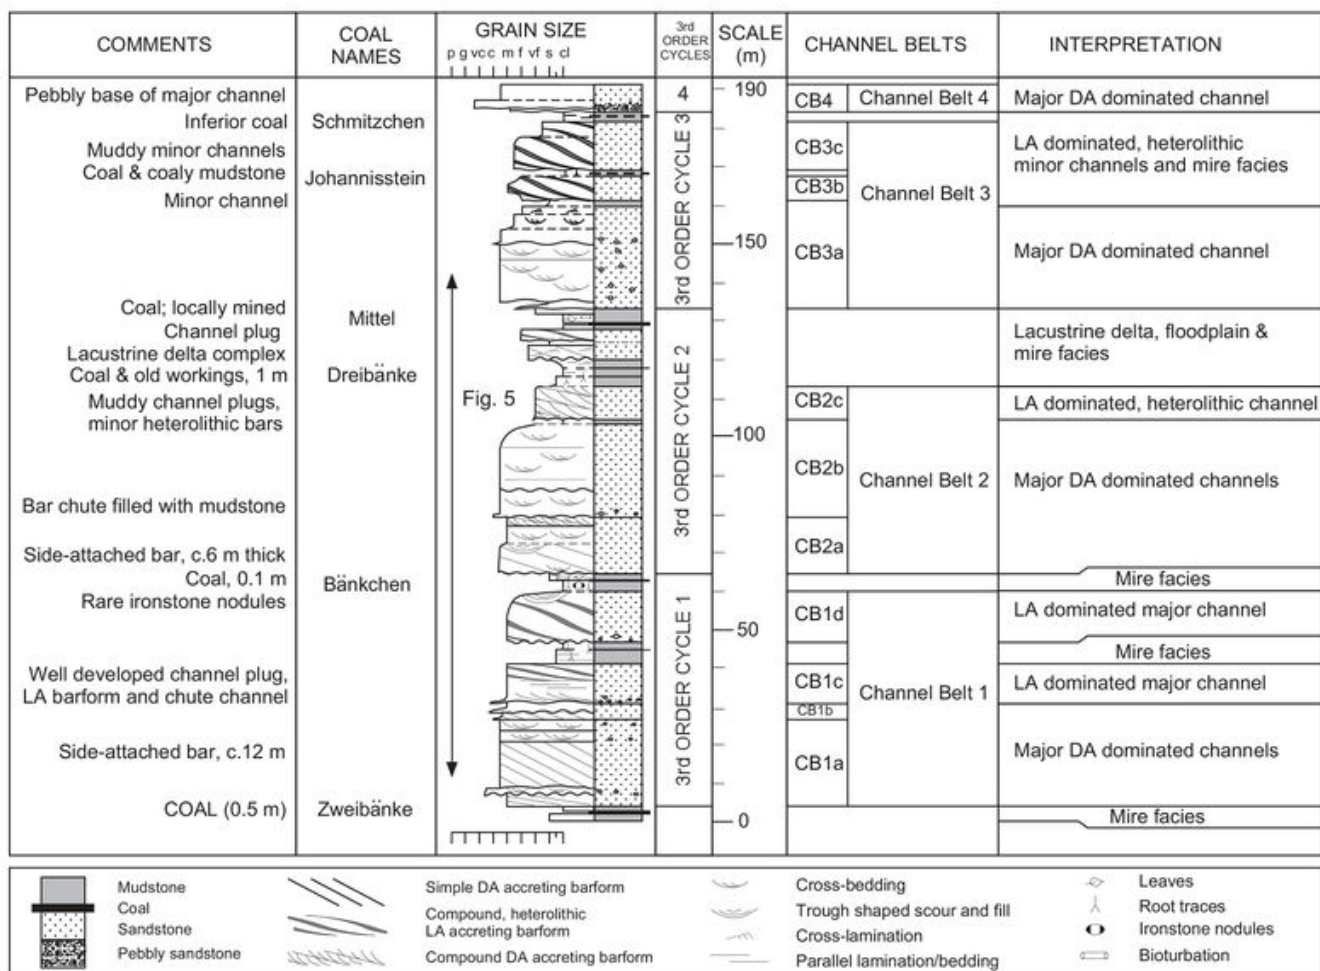 COMMENTS
COAL
NAMES
GRAIN SIZE
p g vc c m f vf s cl
3rd
ORDER
CYCLES
SCALE
(m)
CHANNEL BELTS
INTERPRETATION
Pebbly base of major channel
Inferior coal
Muddy minor channels
Coal & coaly mudstone
Minor channel
Coal; locally mined
Channel plug
Lacustrine delta complex
Coal & old workings, 1 m
Muddy channel plugs,
minor heterolithic bars
Bar chute filled with mudstone
Side-attached bar, c.6 m thick
Coal, 0.1 m
Rare ironstone nodules
Well developed channel plug,
LA barform and chute channel
Side-attached bar, c.12 m
COAL (0.5 m)
Schmitzchen
Johannisstein
Mittel
Dreibänke
Bänkchen
Zweibänke
Fig. 5
4
3rd ORDER CYCLE 3
3rd ORDER CYCLE 2
3rd ORDER CYCLE 1
190
150
100
50
0
CB4
CB3c
CB3b
CB3a
CB2c
CB2b
CB2a
CB1d
CB1c
CB1b
CB1a
Channel Belt 4
Channel Belt 3
Channel Belt 2
Channel Belt 1
Major DA dominated channel
LA dominated, heterolithic
minor channels and mire facies
Major DA dominated channel
Lacustrine delta, floodplain &
mire facies
LA dominated, heterolithic channel
Major DA dominated channels
Mire facies
LA dominated major channel
Mire facies
LA dominated major channel
Major DA dominated channels
Mire facies
Mudstone
Coal
Sandstone
Pebbly sandstone
Simple DA accreting barform
Compound, heterolithic
LA accreting barform
Compound DA accreting barform
Cross-bedding
Trough shaped scour and fill
Cross-lamination
Parallel lamination/bedding
Leaves
Root traces
Ironstone nodules
Bioturbation